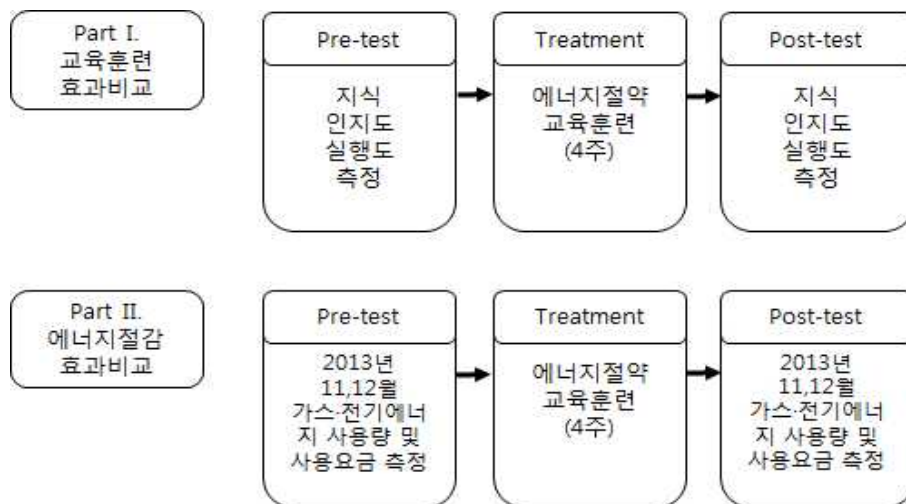 Part I.
교육훈련
효과비교
Pre-test
지식
인지도
실행도
측정
Treatment
에너지절약
교육훈련
(4주)
Post-test
지식
인지도
실행도
측정
Part II.
에너지절감
효과비교
Pre-test
2013년
11,12월
가스·전기에너
지 사용량 및
사용요금 측정
Treatment
에너지절약
교육훈련
(4주)
Post-test
2013년
11,12월
가스·전기에너
지 사용량 및
사용요금 측정